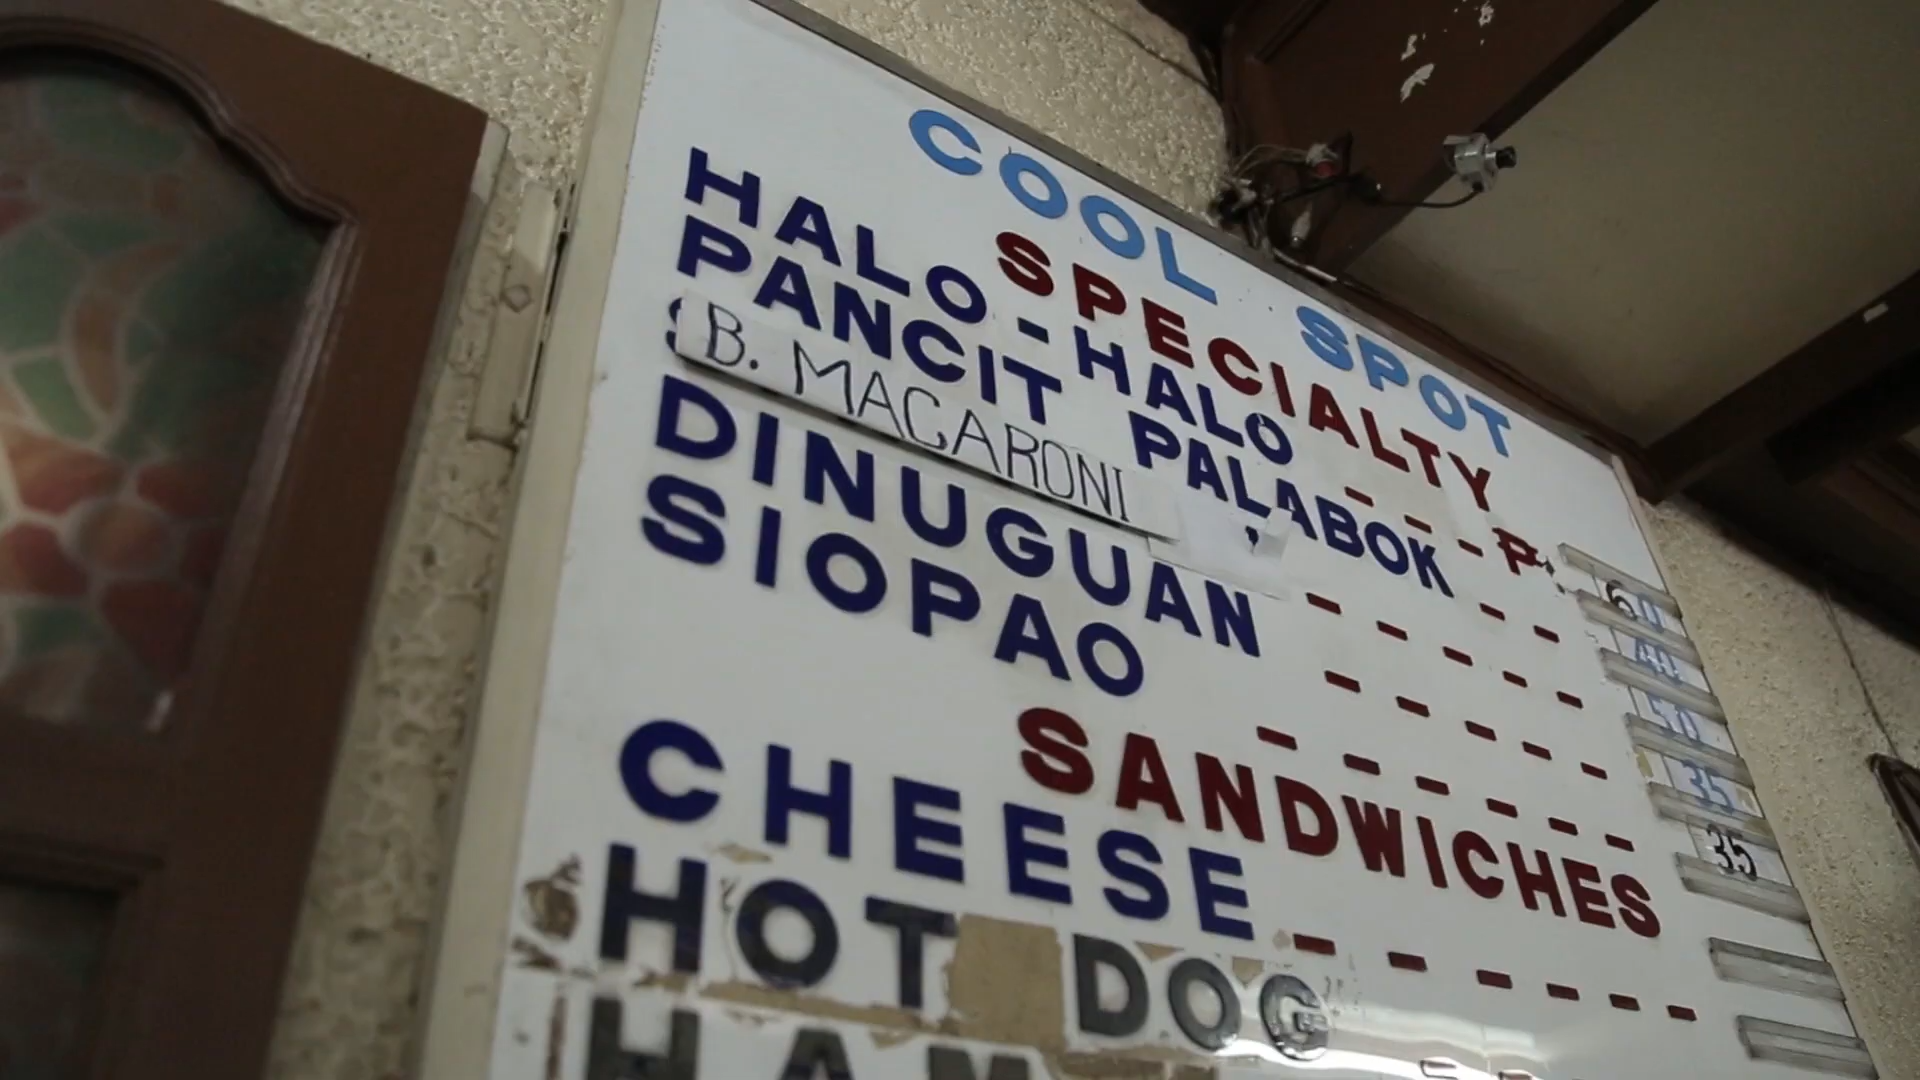 COOL SPOT
SPECIALTY
HALO-HALO - - - ₱ 60
PANCIT PALABOK - - 40
B. MACARONI - - - - - 50
DINUGUAN - - - - - 35
SIOPAO - - - - - - 35
SANDWICHES
CHEESE - - - - - -
HOT DOG
HAM